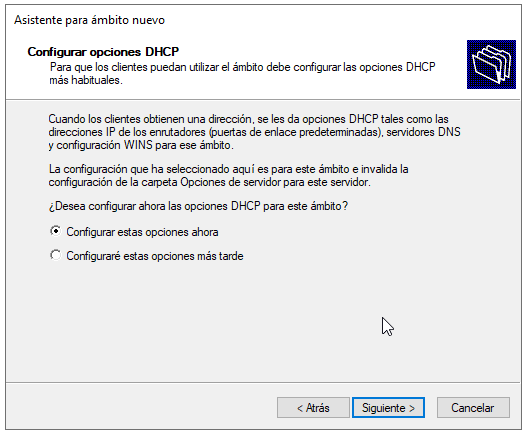 Asistente para ámbito nuevo
Configurar opciones DHCP
Para que los clientes puedan utilizar el ámbito debe configurar las opciones DHCP
más habituales.
Cuando los clientes obtienen una dirección, se les da opciones DHCP tales como las
direcciones IP de los enrutadores (puertas de enlace predeterminadas), servidores DNS
y configuración WINS para ese ámbito.
La configuración que ha seleccionado aquí es para este ámbito e invalida la
configuración de la carpeta Opciones de servidor para este servidor.
¿Desea configurar ahora las opciones DHCP para este ámbito?
Configurar estas opciones ahora
Configuraré estas opciones más tarde
< Atrás
Siguiente >
Cancelar